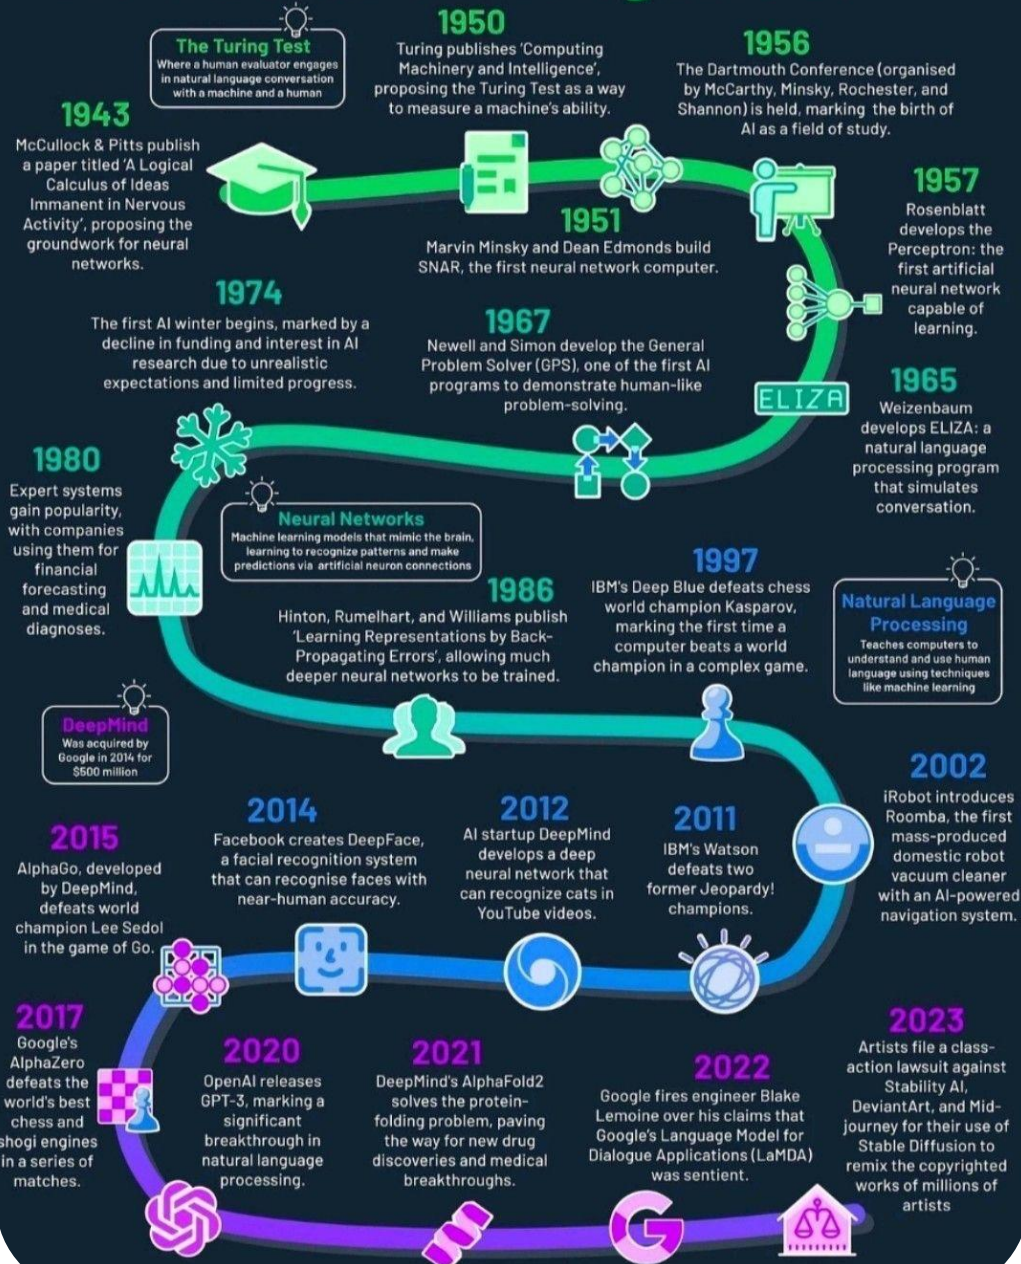 The Turing Test
Where a human evaluator engages
in natural language conversation
with a machine and a human
1943
McCullock & Pitts publish
a paper titled 'A Logical
Calculus of Ideas
Immanent in Nervous
Activity', proposing the
groundwork for neural
networks.
1950
Turing publishes 'Computing
Machinery and Intelligence',
proposing the Turing Test as a way
to measure a machine's ability.
1951
Marvin Minsky and Dean Edmonds build
SNAR, the first neural network computer.
1956
The Dartmouth Conference (organised
by McCarthy, Minsky, Rochester, and
Shannon) is held, marking the birth of
AI as a field of study.
1957
Rosenblatt
develops the
Perceptron: the
first artificial
neural network
capable of
learning.
ELIZA
1965
Weizenbaum
develops ELIZA: a
natural language
processing program
that simulates
conversation.
1967
Newell and Simon develop the General
Problem Solver (GPS), one of the first AI
programs to demonstrate human-like
problem-solving.
1974
The first AI winter begins, marked by a
decline in funding and interest in AI
research due to unrealistic
expectations and limited progress.
1980
Expert systems
gain popularity,
with companies
using them for
financial
forecasting
and medical
diagnoses.
Neural Networks
Machine learning models that mimic the brain,
learning to recognize patterns and make
predictions via artificial neuron connections
1986
Hinton, Rumelhart, and Williams publish
'Learning Representations by Back-
Propagating Errors', allowing much
deeper neural networks to be trained.
1997
IBM's Deep Blue defeats chess
world champion Kasparov,
marking the first time a
computer beats a world
champion in a complex game.
Natural Language
Processing
Teaches computers to
understand and use human
language using techniques
like machine learning
2002
iRobot introduces
Roomba, the first
mass-produced
domestic robot
vacuum cleaner
with an AI-powered
navigation system.
2011
IBM's Watson
defeats two
former Jeopardy!
champions.
2012
AI startup DeepMind
develops a deep
neural network that
can recognize cats in
YouTube videos.
2014
Facebook creates DeepFace,
a facial recognition system
that can recognise faces with
near-human accuracy.
DeepMind
Was acquired by
Google in 2014 for
$500 million
2015
AlphaGo, developed
by DeepMind,
defeats world
champion Lee Sedol
in the game of Go.
2017
Google's
AlphaZero
defeats the
world's best
chess and
shogi engines
in a series of
matches.
2020
OpenAI releases
GPT-3, marking a
significant
breakthrough in
natural language
processing.
2021
DeepMind's AlphaFold2
solves the protein-
folding problem, paving
the way for new drug
discoveries and medical
breakthroughs.
2022
Google fires engineer Blake
Lemoine over his claims that
Google's Language Model for
Dialogue Applications (LaMDA)
was sentient.
2023
Artists file a class-
action lawsuit against
Stability AI,
DeviantArt, and Mid-
journey for their use of
Stable Diffusion to
remix the copyrighted
works of millions of
artists